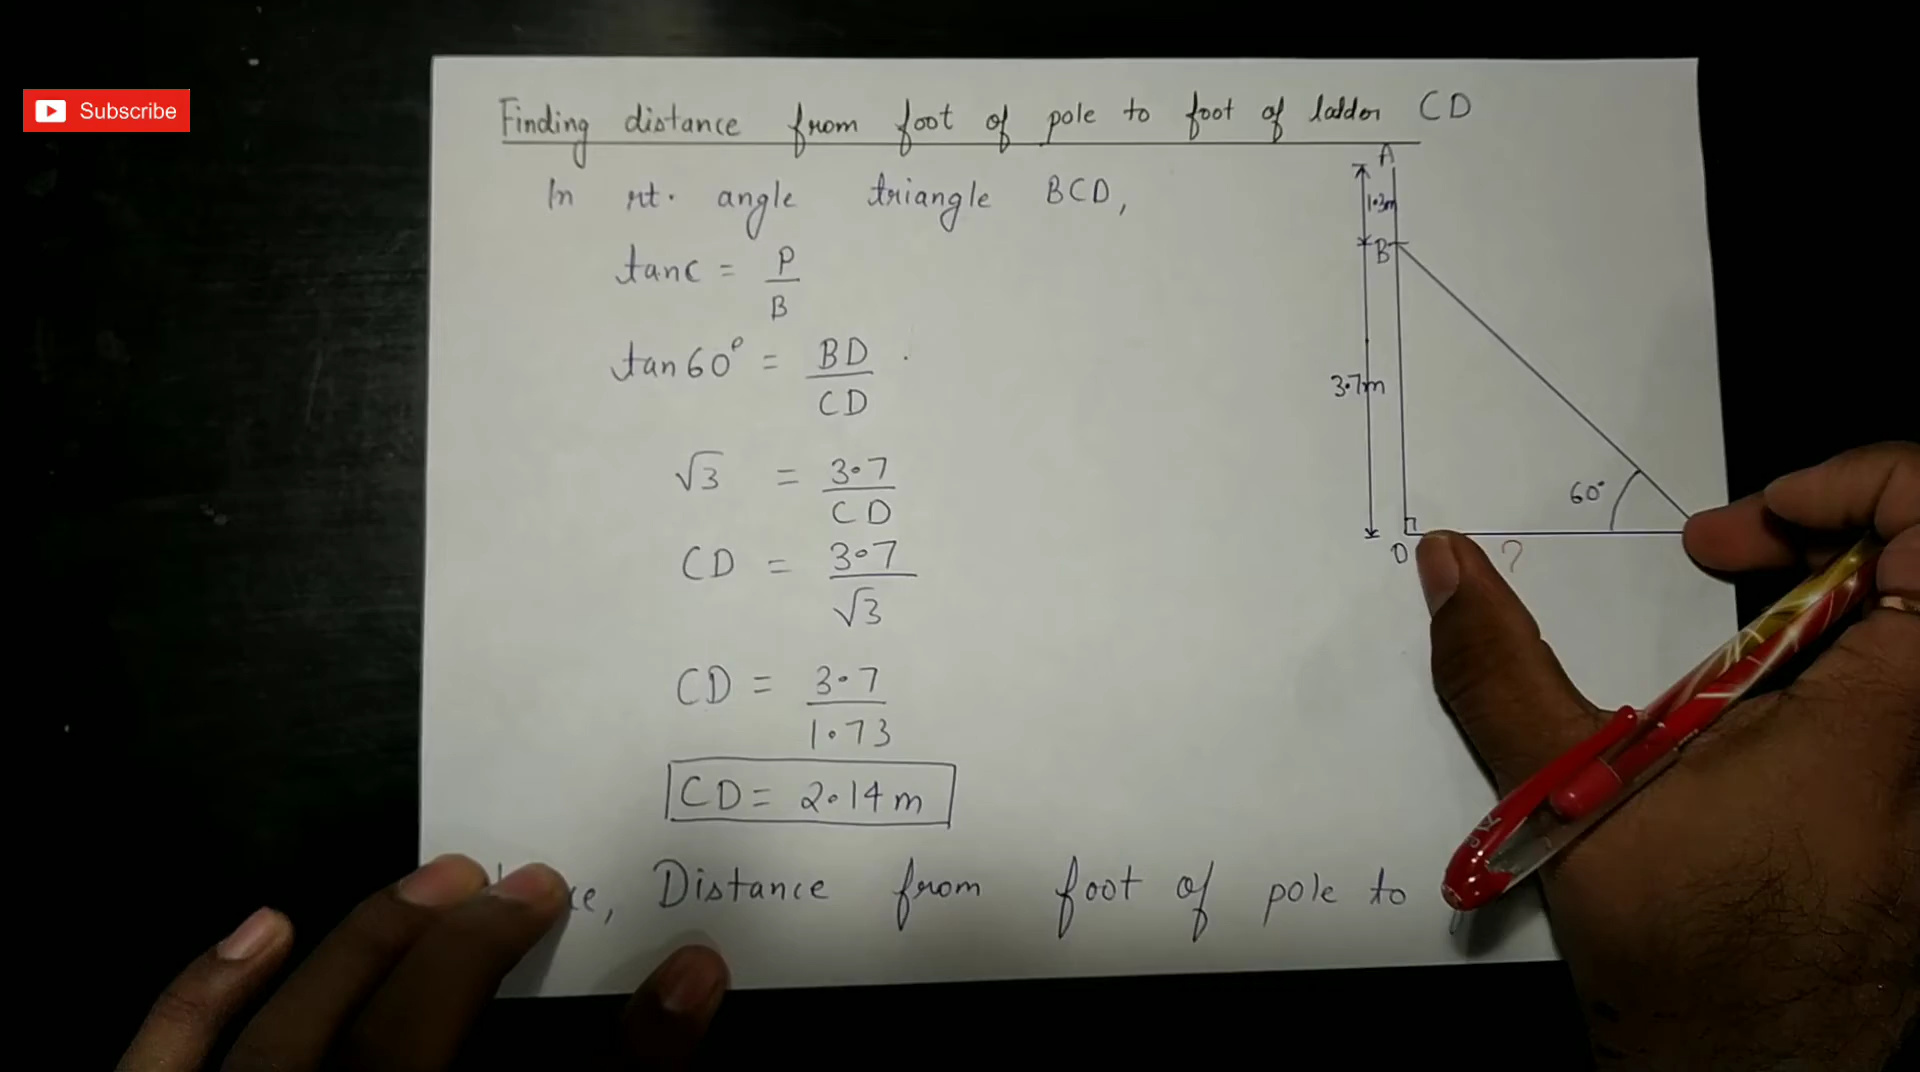 Subscribe
Finding distance from foot of pole to foot of ladder CD
In rt. angle triangle BCD,
tanc = P
B
tan60° = BD
CD
√3 = 3.7
CD
CD = 3.7
√3
CD = 3.7
1.73
CD = 2.14 m
Distance from foot of pole to
A
1.3m
B
3.7m
60°
D
?